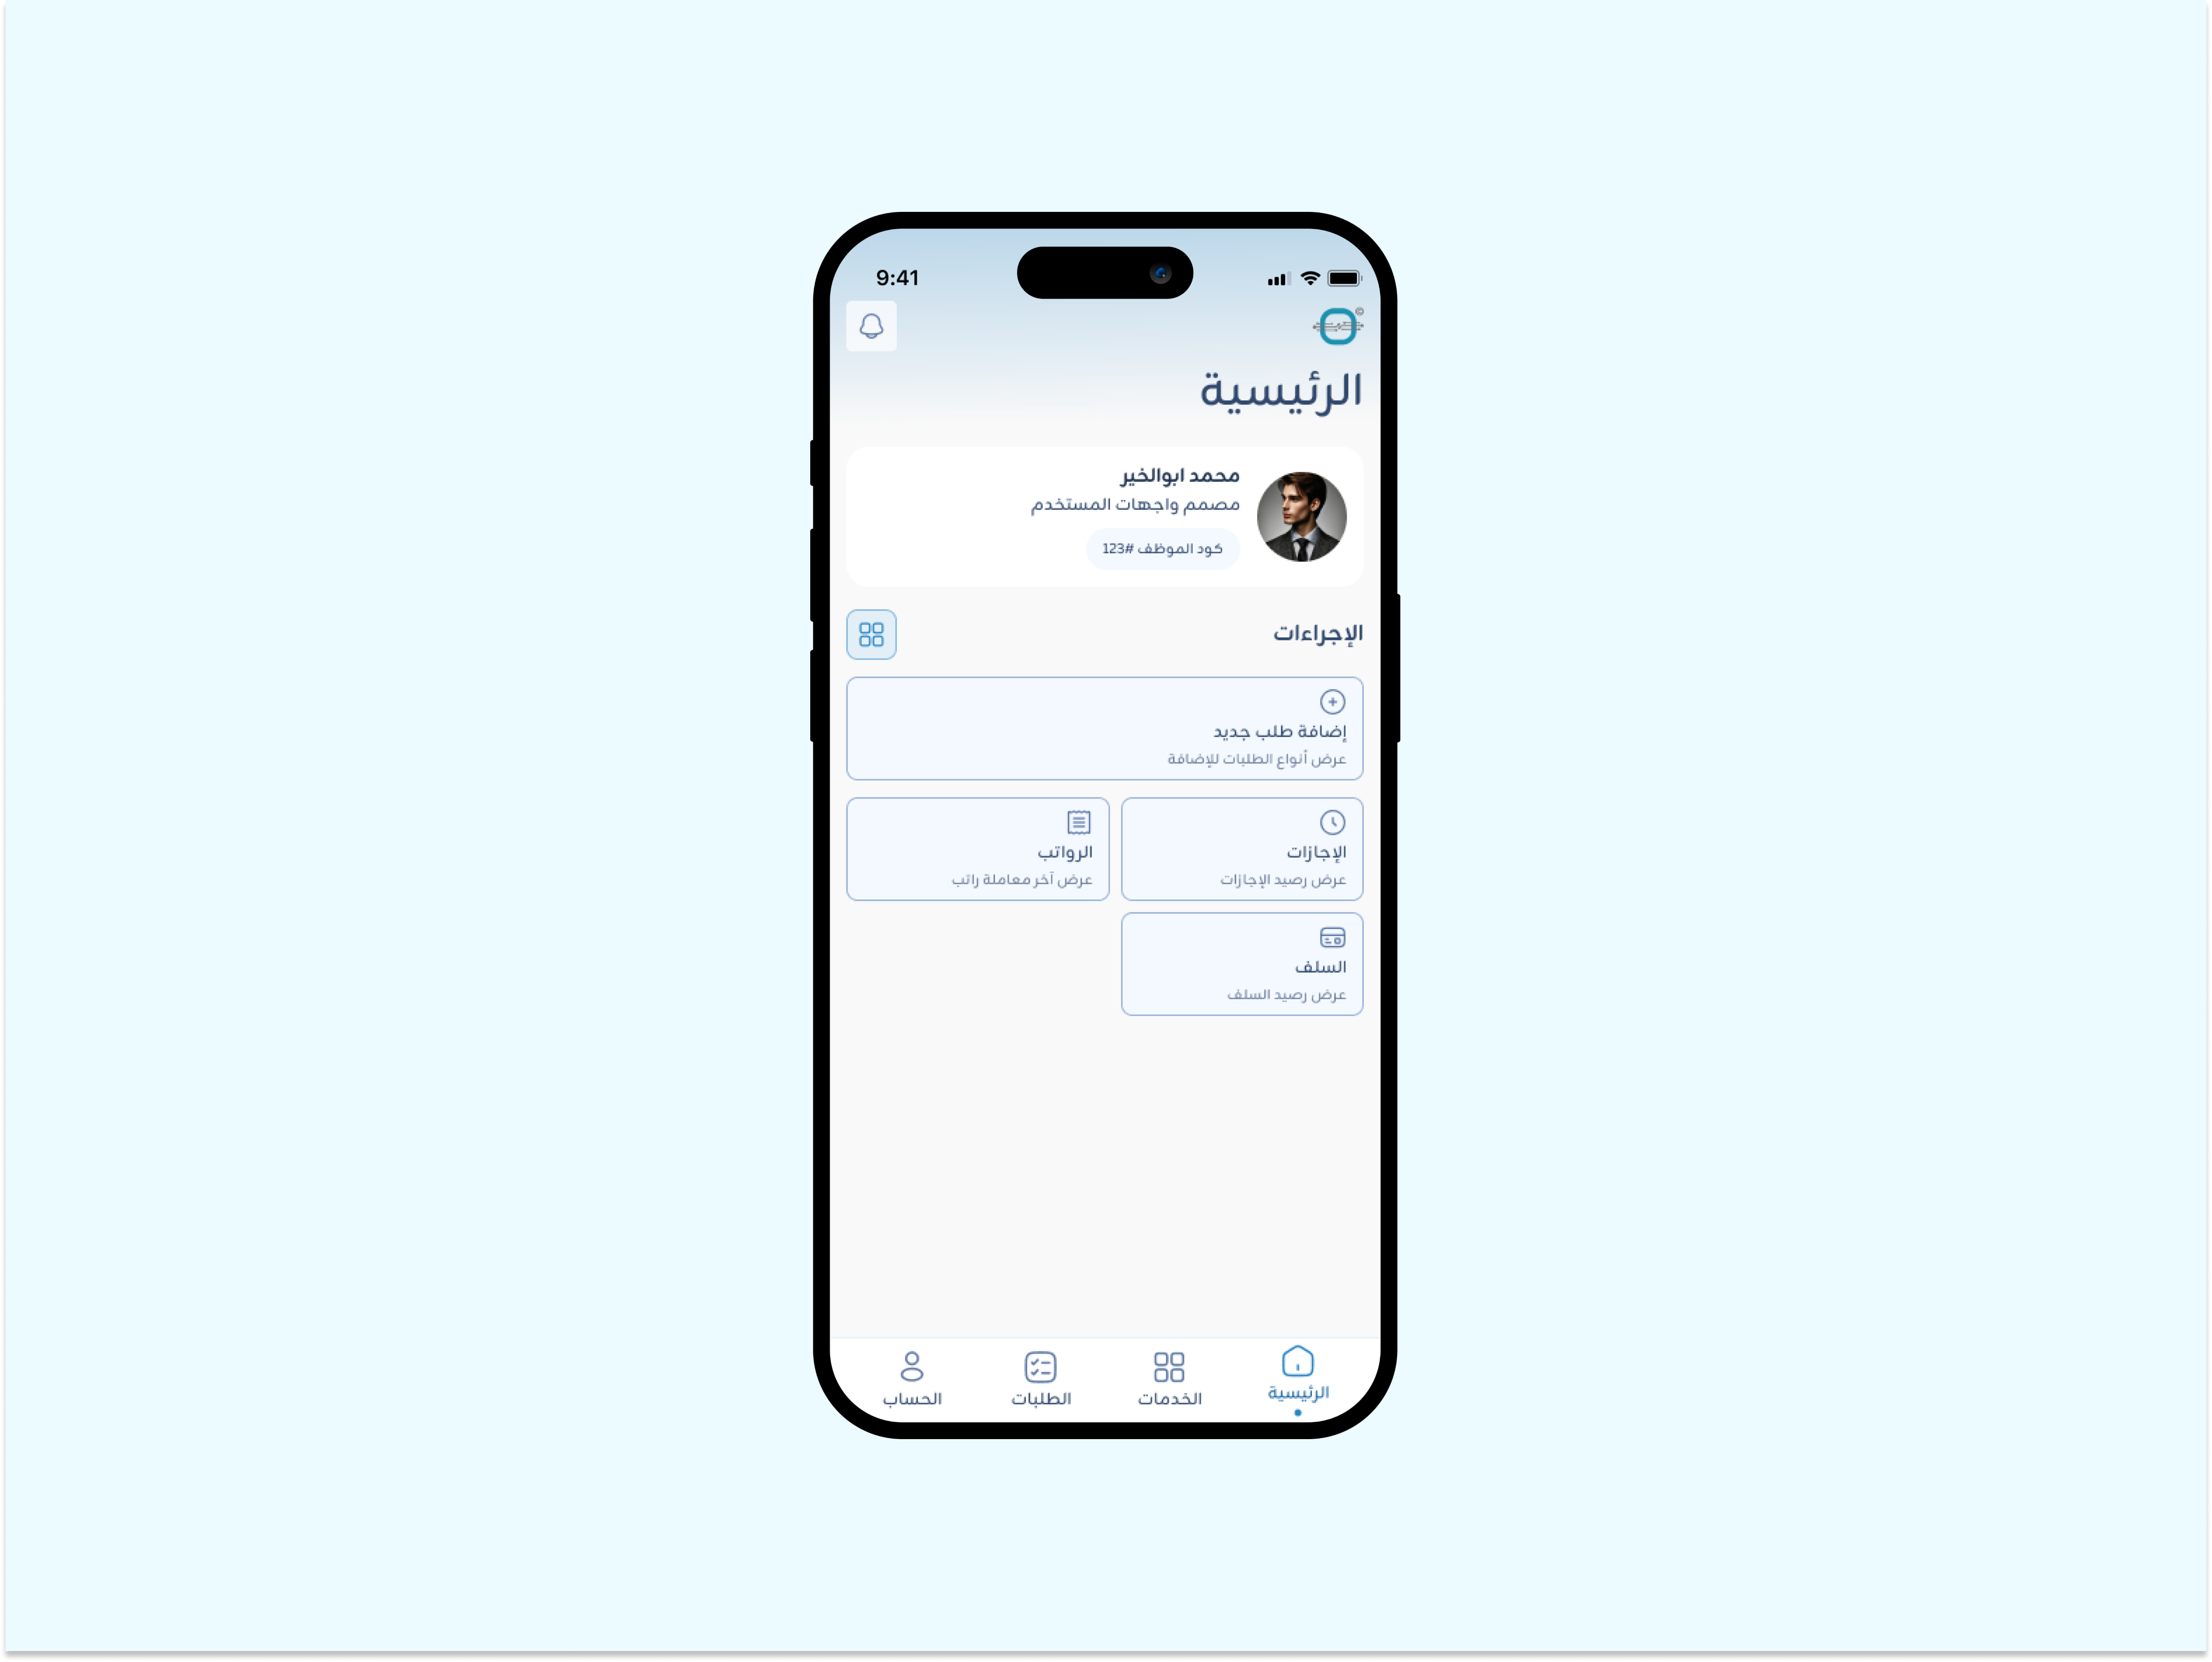 9:41
©
الرئيسية
محمد ابوالخير
مصمم واجهات المستخدم
كود الموظف #123
الإجراءات
إضافة طلب جديد
عرض أنواع الطلبات للإضافة
الإجازات
عرض رصيد الإجازات
الرواتب
عرض آخر معاملة راتب
السلف
عرض رصيد السلف
الرئيسية
الخدمات
الطلبات
الحساب